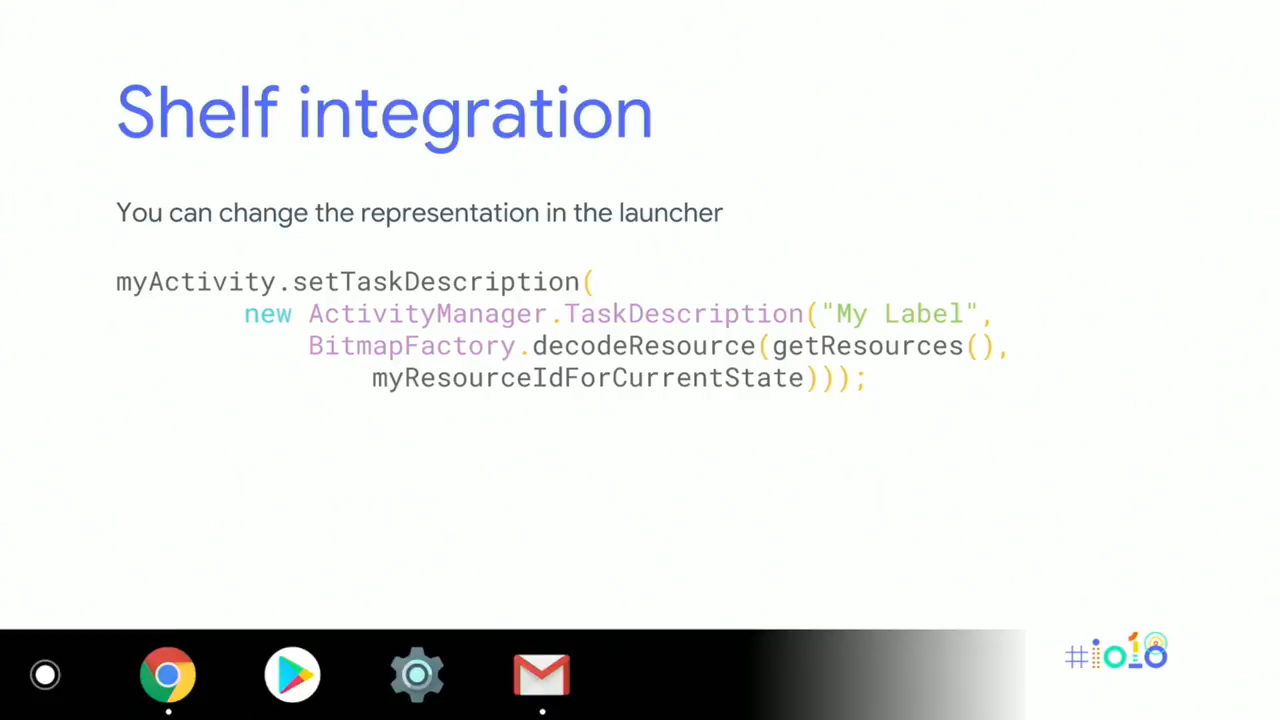 Shelf integration
You can change the representation in the launcher
myActivity.setTaskDescription(
new ActivityManager.TaskDescription("My Label",
BitmapFactory.decodeResource(getResources(),
myResourceIdForCurrentState)));
#io18